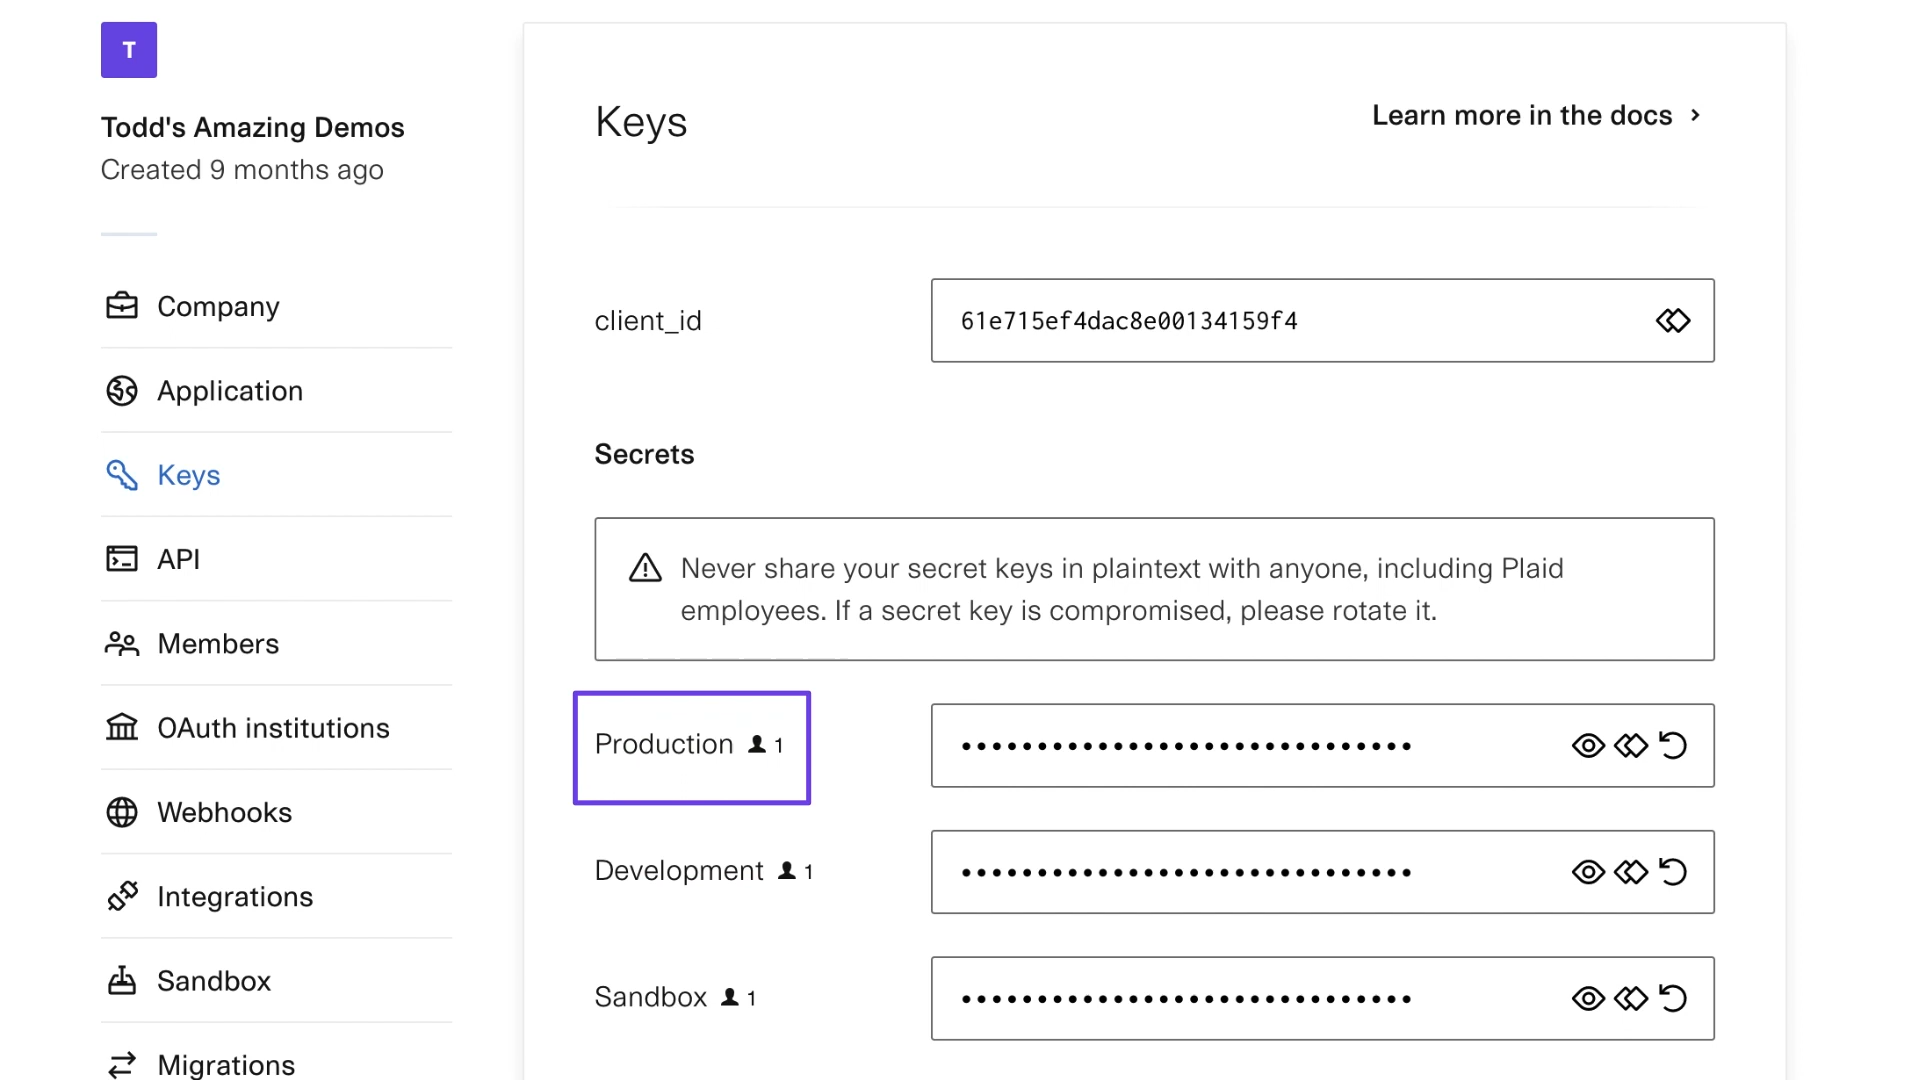 T
Todd's Amazing Demos
Created 9 months ago
Company
Application
Keys
API
Members
OAuth institutions
Webhooks
Integrations
Sandbox
Migrations
Keys
Learn more in the docs
client_id
61e715ef4dac8e00134159f4
Secrets
Never share your secret keys in plaintext with anyone, including Plaid
employees. If a secret key is compromised, please rotate it.
Production 1
••••••••••••••••••••••••••••••
Development 1
••••••••••••••••••••••••••••••
Sandbox 1
••••••••••••••••••••••••••••••